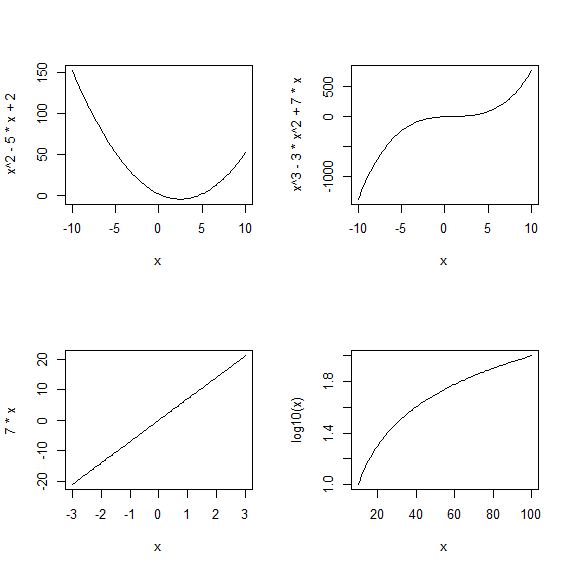 x^2 - 5 * x + 2
150
100
50
0
-10 -5 0 5 10
x
x^3 - 3 * x^2 + 7 * x
500
0
-1000
-10 -5 0 5 10
x
7 * x
20
10
0
-10
-20
-3 -2 -1 0 1 2 3
x
log10(x)
1.8
1.4
1.0
20 40 60 80 100
x